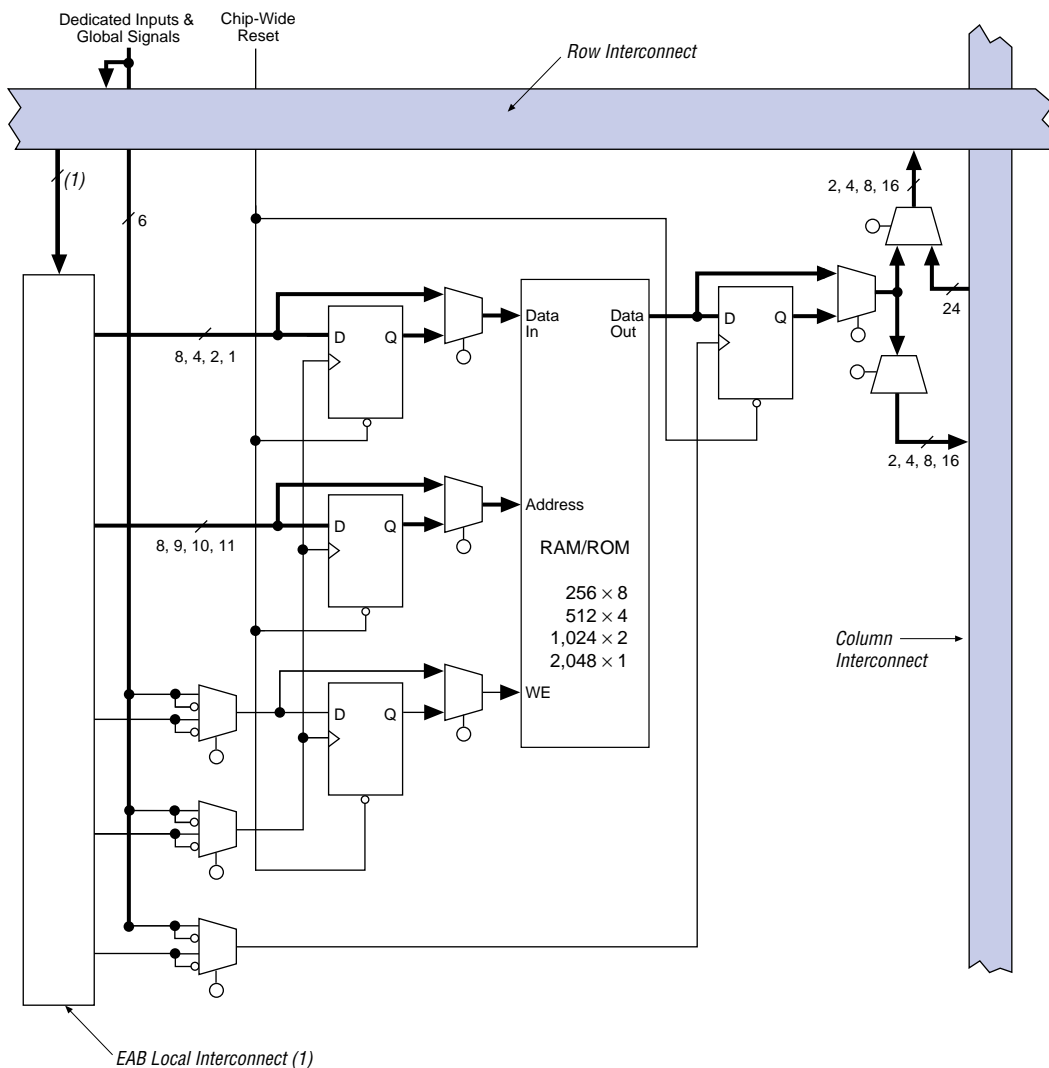 Dedicated Inputs &
Global Signals
Chip-Wide
Reset
Row Interconnect
(1)
6
2, 4, 8, 16
24
8, 4, 2, 1
D
Q
Data
In
Data
Out
D
Q
2, 4, 8, 16
8, 9, 10, 11
D
Q
Address
RAM/ROM
256 × 8
512 × 4
1,024 × 2
2,048 × 1
Column
Interconnect
D
Q
WE
EAB Local Interconnect (1)